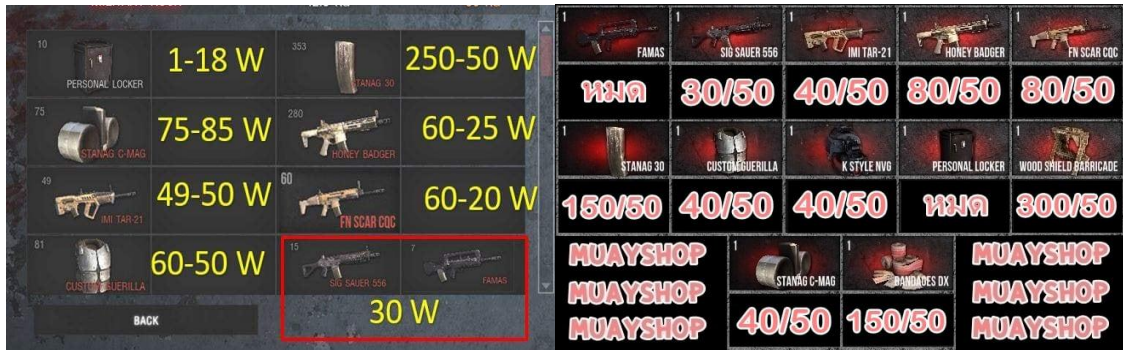 10
PERSONAL LOCKER
1-18 W
353
STANAG 30
250-50 W
75
STANAG C-MAG
75-85 W
280
HONEY BADGER
60-25 W
49
IMI TAR-21
49-50 W
60
FN SCAR CQC
60-20 W
81
CUSTOM GUERILLA
60-50 W
15
SIG SAUER 556
7
FAMAS
30 W
BACK
1 1 1 1 1
FAMAS SIG SAUER 556 IMI TAR-21 HONEY BADGER FN SCAR CQC
หมด 30/50 40/50 80/50 80/50
1 1 1 1 1
STANAG 30 CUSTOM GUERILLA K STYLE NVG PERSONAL LOCKER WOOD SHIELD BARRICADE
150/50 40/50 40/50 หมด 300/50
MUAYSHOP 1 1 MUAYSHOP
STANAG C-MAG BANDAGES DX
MUAYSHOP MUAYSHOP
MUAYSHOP 40/50 150/50 MUAYSHOP